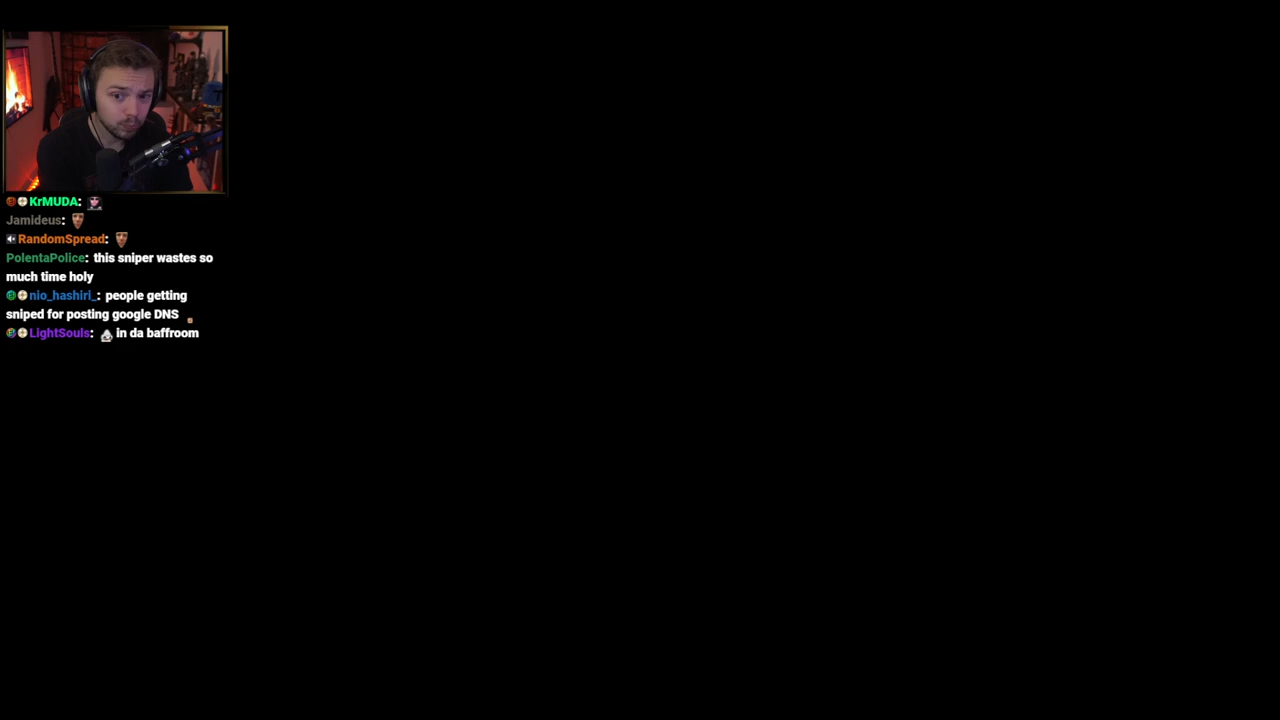 KrMUDA:
Jamideus:
RandomSpread:
PolentaPolice: this sniper wastes so
much time holy
nio_hashiri_: people getting
sniped for posting google DNS
LightSouls: in da baffroom